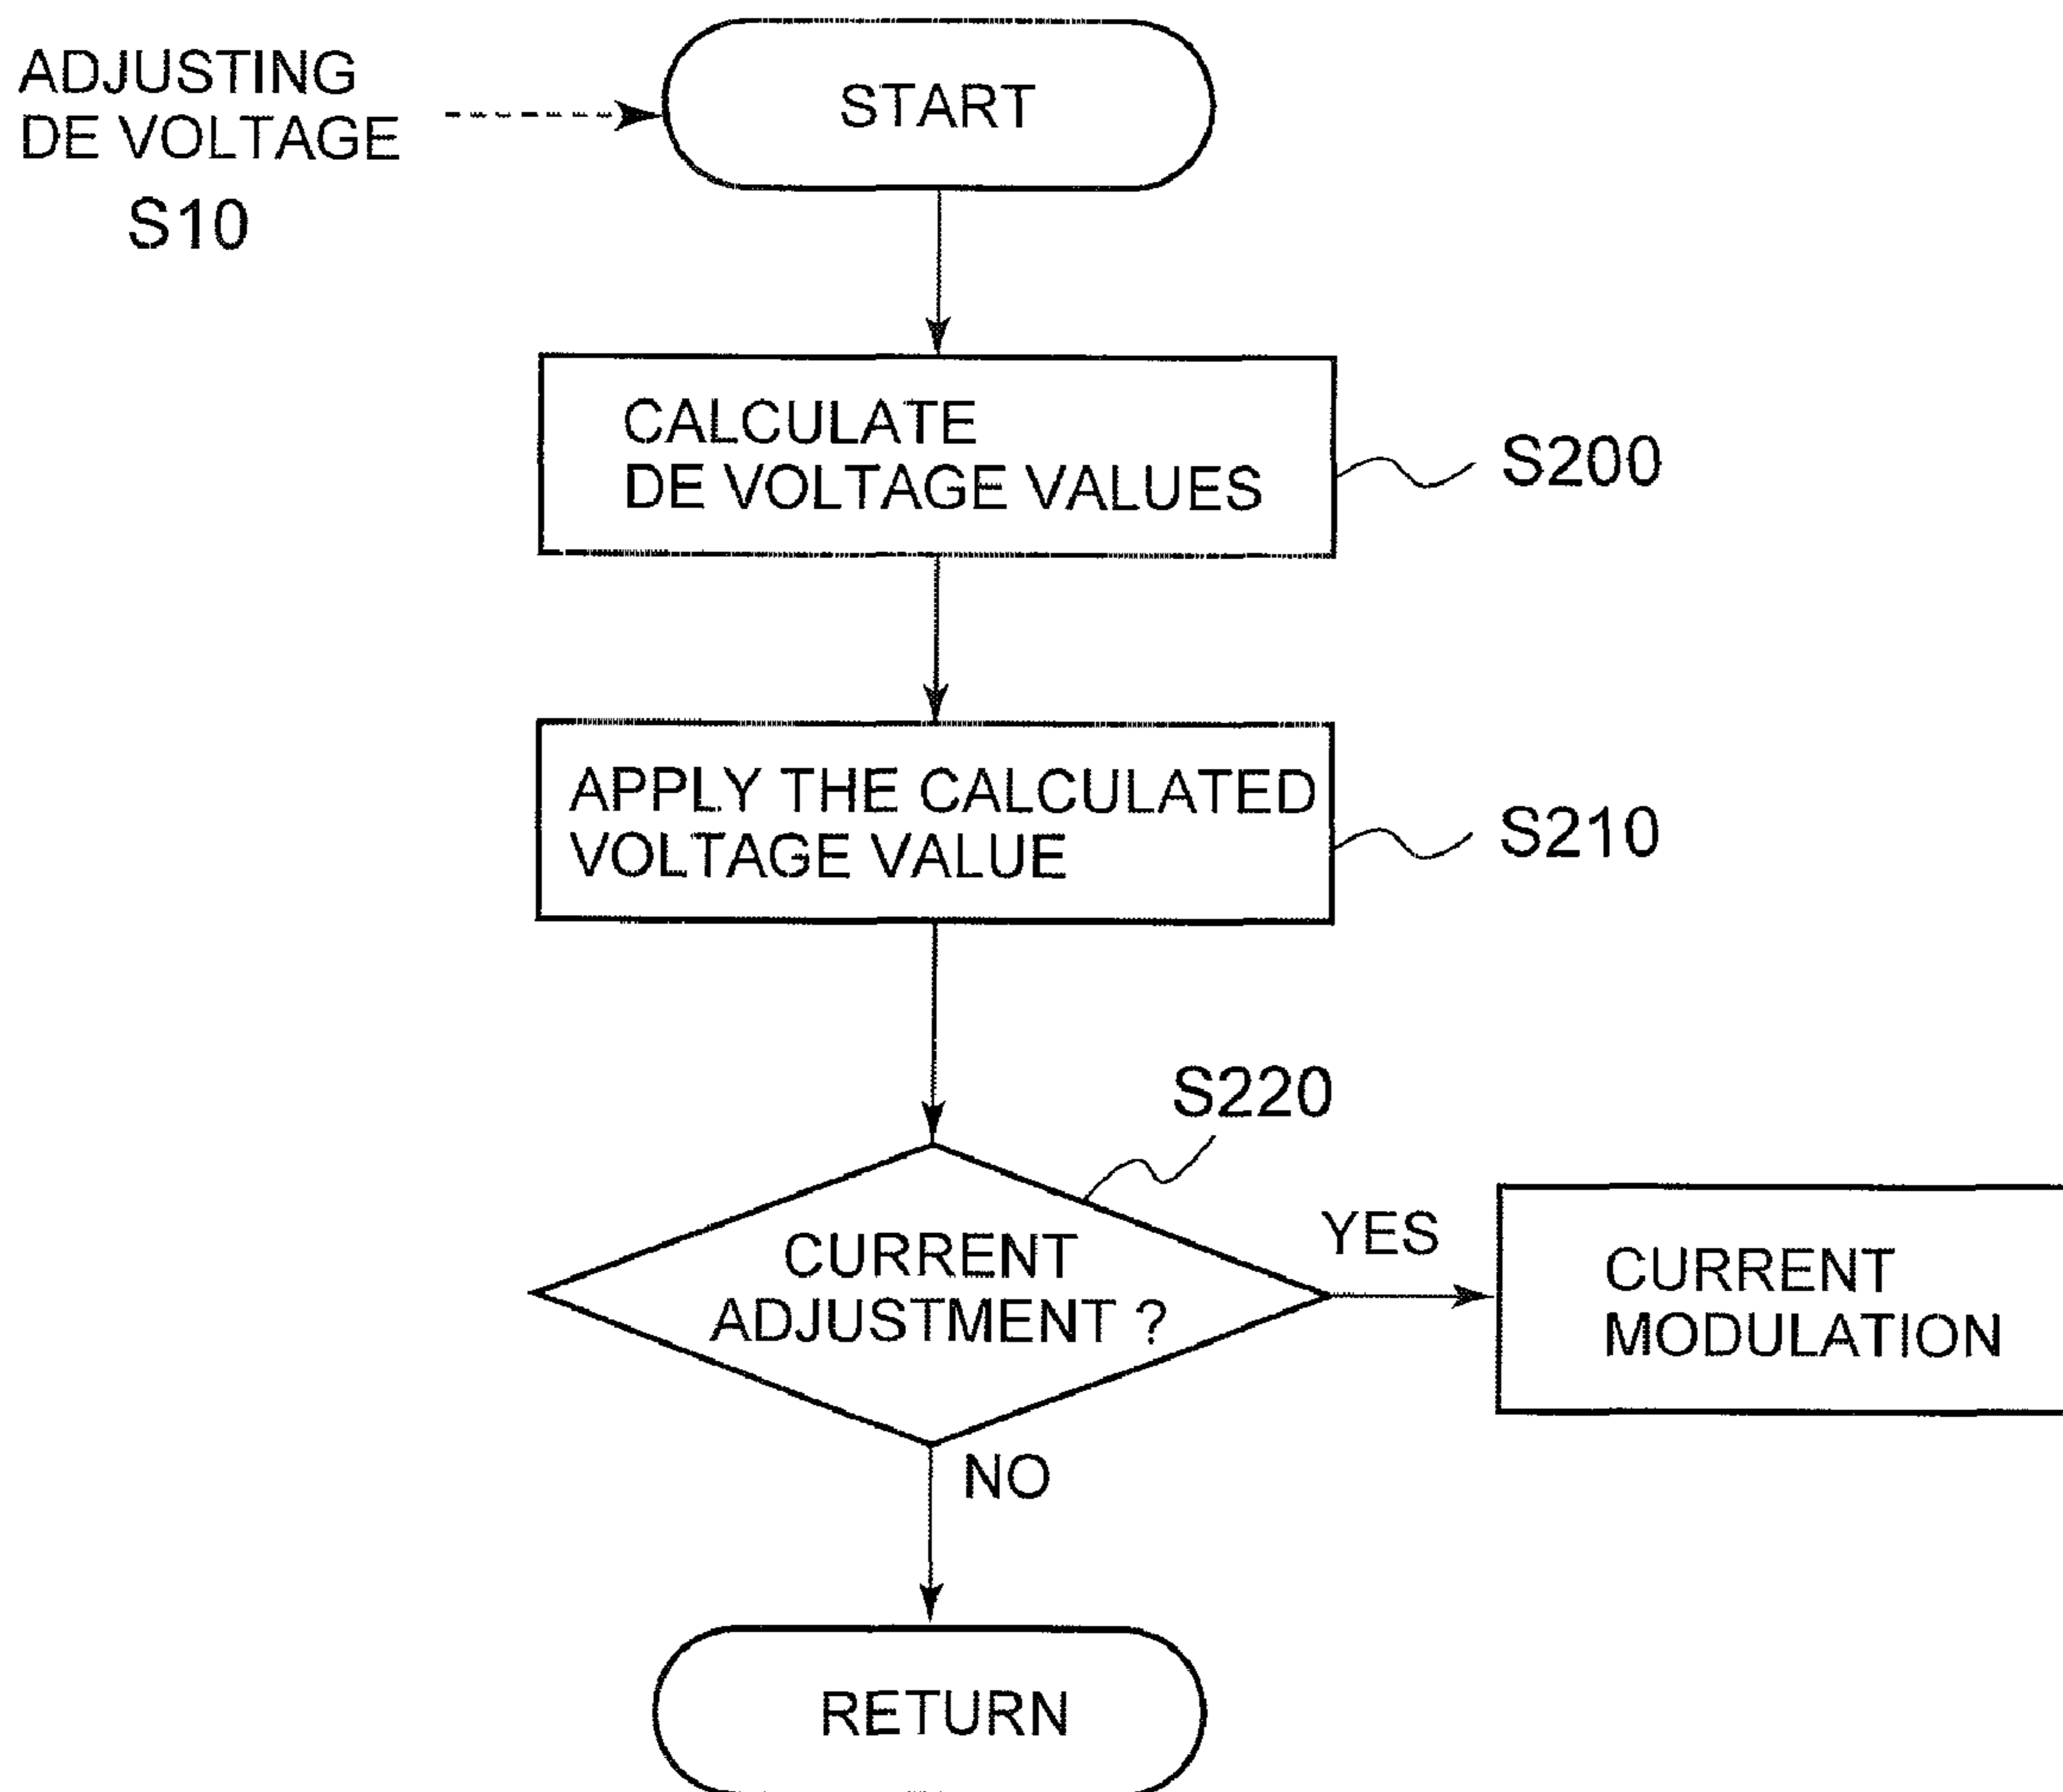 ADJUSTING
DE VOLTAGE
S10
START
CALCULATE
DE VOLTAGE VALUES
S200
APPLY THE CALCULATED
VOLTAGE VALUE
S210
S220
CURRENT
ADJUSTMENT ?
YES
CURRENT
MODULATION
NO
RETURN